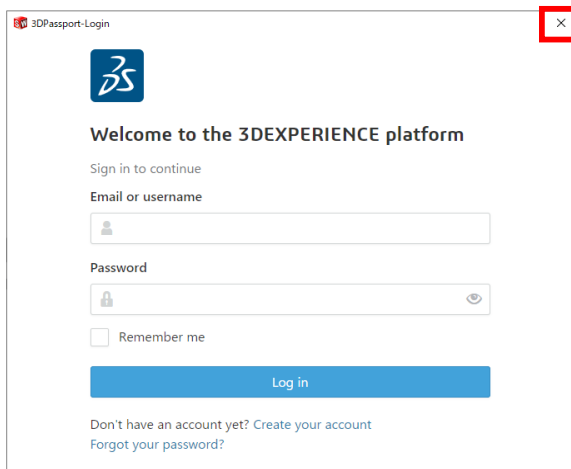 3DPassport-Login
3DS
Welcome to the 3DEXPERIENCE platform
Sign in to continue
Email or username
Password
Remember me
Log in
Don't have an account yet? Create your account
Forgot your password?